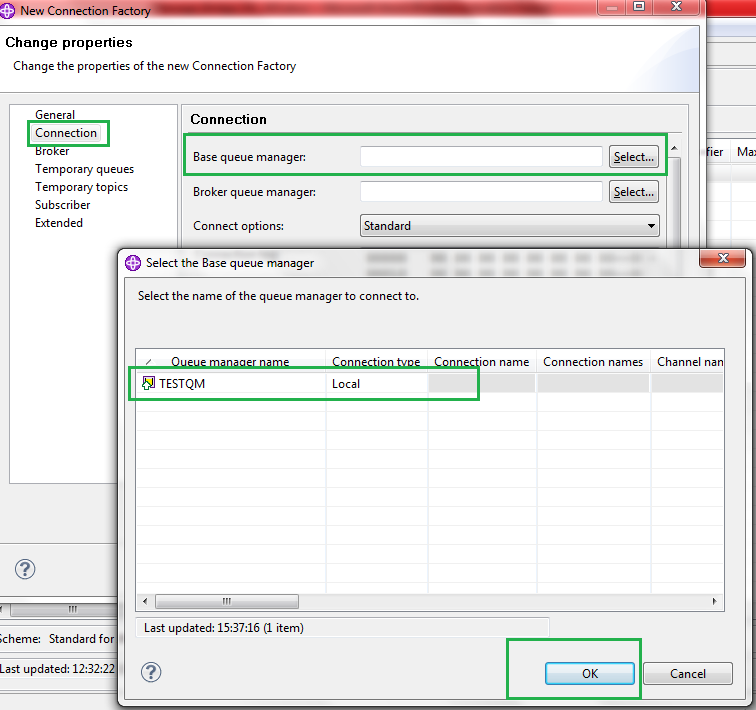 New Connection Factory
Change properties
Change the properties of the new Connection Factory
General
Connection
Broker
Temporary queues
Temporary topics
Subscriber
Extended
Connection
Base queue manager:
Select...
Broker queue manager:
Select...
Connect options:
Standard
Select the Base queue manager
Select the name of the queue manager to connect to.
Queue manager name Connection type Connection name Connection names Channel nam
TESTQM Local
Last updated: 15:37:16 (1 item)
OK Cancel
Scheme: Standard for
Last updated: 12:32:22